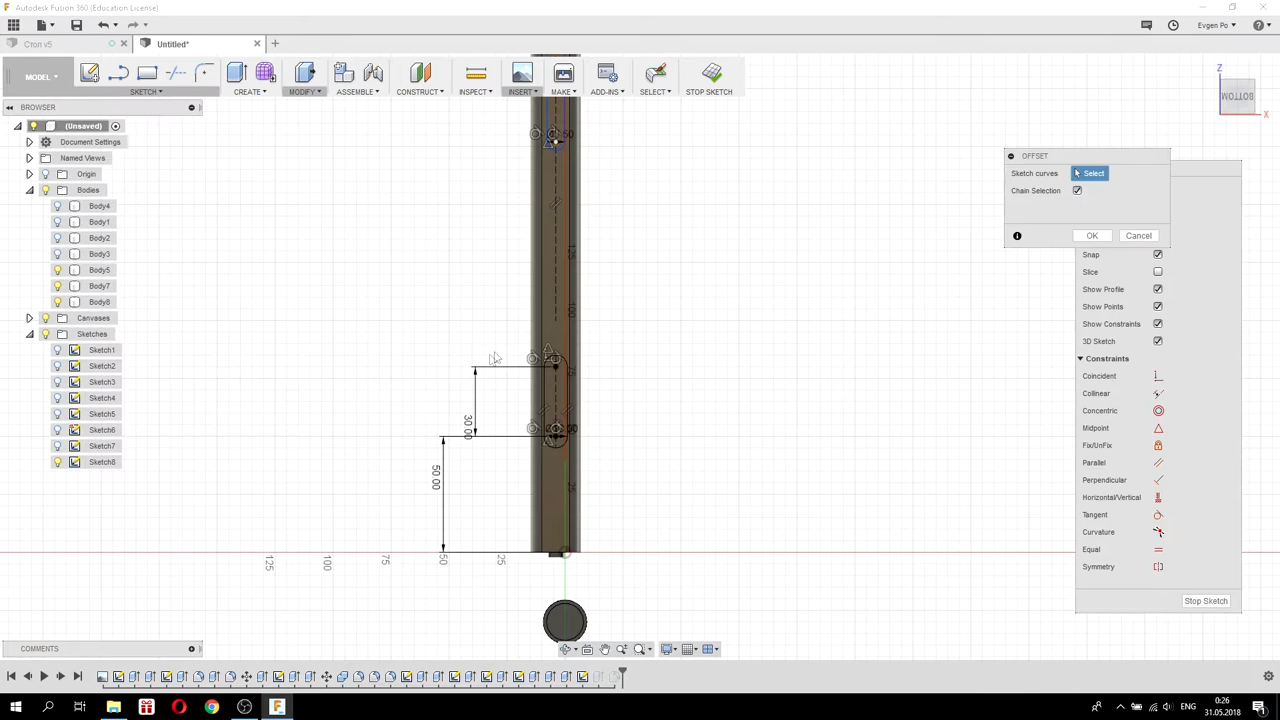 Autodesk Fusion 360 (Education License)
Evgen Po
Стол v5
Untitled*
MODEL
SKETCH
CREATE
MODIFY
ASSEMBLE
CONSTRUCT
INSPECT
INSERT
MAKE
ADD-INS
SELECT
STOP SKETCH
BROWSER
(Unsaved)
Document Settings
Named Views
Origin
Bodies
Body4
Body1
Body2
Body3
Body5
Body7
Body8
Canvases
Sketches
Sketch1
Sketch2
Sketch3
Sketch4
Sketch5
Sketch6
Sketch7
Sketch8
Z
BOTTOM
X
OFFSET
Sketch curves
Select
Chain Selection
OK
Cancel
Snap
Slice
Show Profile
Show Points
Show Constraints
3D Sketch
Constraints
Coincident
Collinear
Concentric
Midpoint
Fix/UnFix
Parallel
Perpendicular
Horizontal/Vertical
Tangent
Curvature
Equal
Symmetry
Stop Sketch
125
100
30.00
50.00
25
125
100
75
50
25
COMMENTS
ENG
0:26
31.05.2018